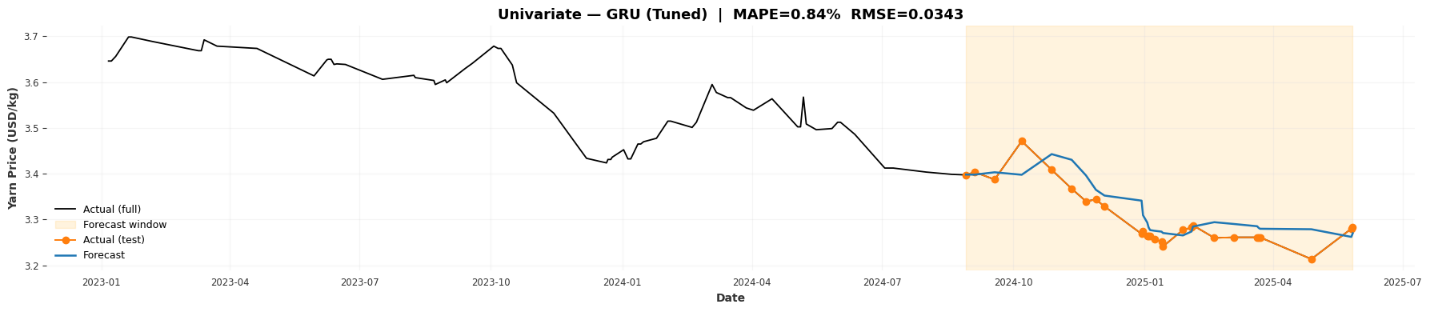 Univariate — GRU (Tuned)  |  MAPE=0.84%  RMSE=0.0343
Yarn Price (USD/kg)
3.7
3.6
3.5
3.4
3.3
3.2
Actual (full)
Forecast window
Actual (test)
Forecast
2023-01
2023-04
2023-07
2023-10
2024-01
2024-04
2024-07
2024-10
2025-01
2025-04
2025-07
Date